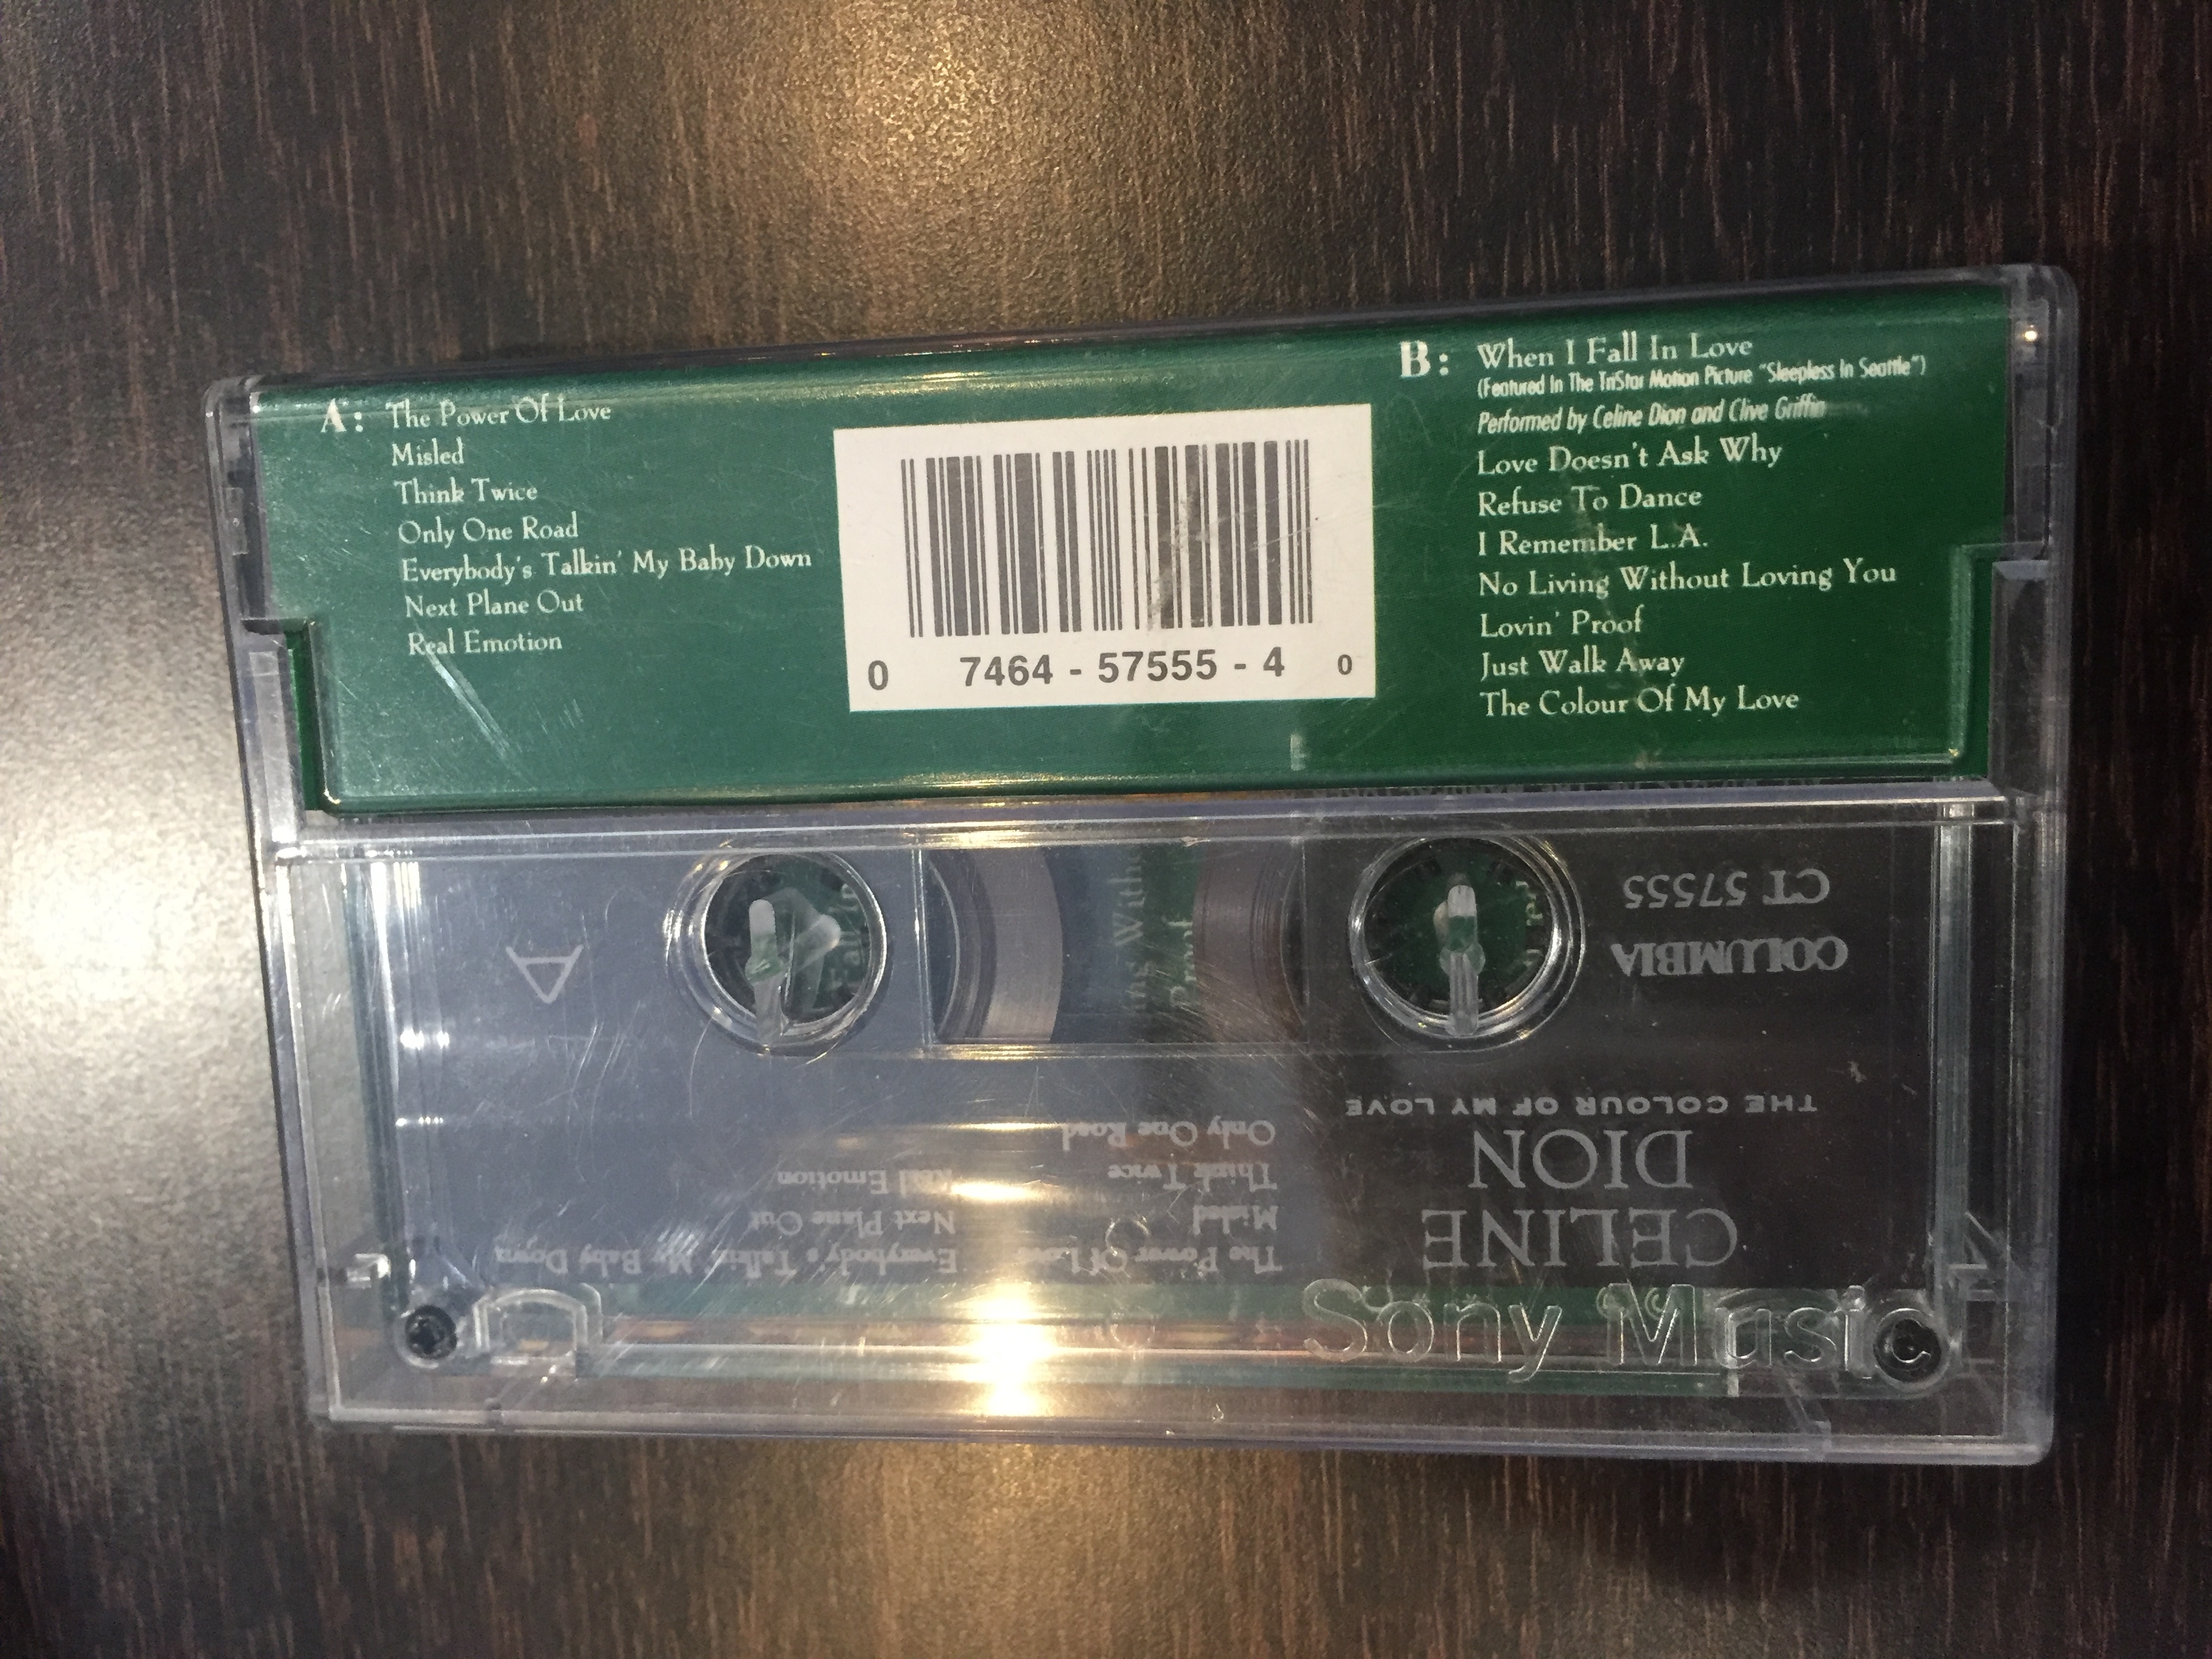 A: The Power Of Love
Misled
Think Twice
Only One Road
Everybody's Talkin' My Baby Down
Next Plane Out
Real Emotion
0 7464 - 57555 - 4 0
B: When I Fall In Love
(Featured In The TriStar Motion Picture "Sleepless In Seattle")
Performed by Celine Dion and Clive Griffin
Love Doesn't Ask Why
Refuse To Dance
I Remember L.A.
No Living Without Loving You
Lovin' Proof
Just Walk Away
The Colour Of My Love
CELINE
DION
THE COLOUR OF MY LOVE
The Power Of Love
Misled
Think Twice
Only One Road
Everybody's Talkin' My Baby Down
Next Plane Out
Real Emotion
COLUMBIA
CT 57555
A
Sony Music